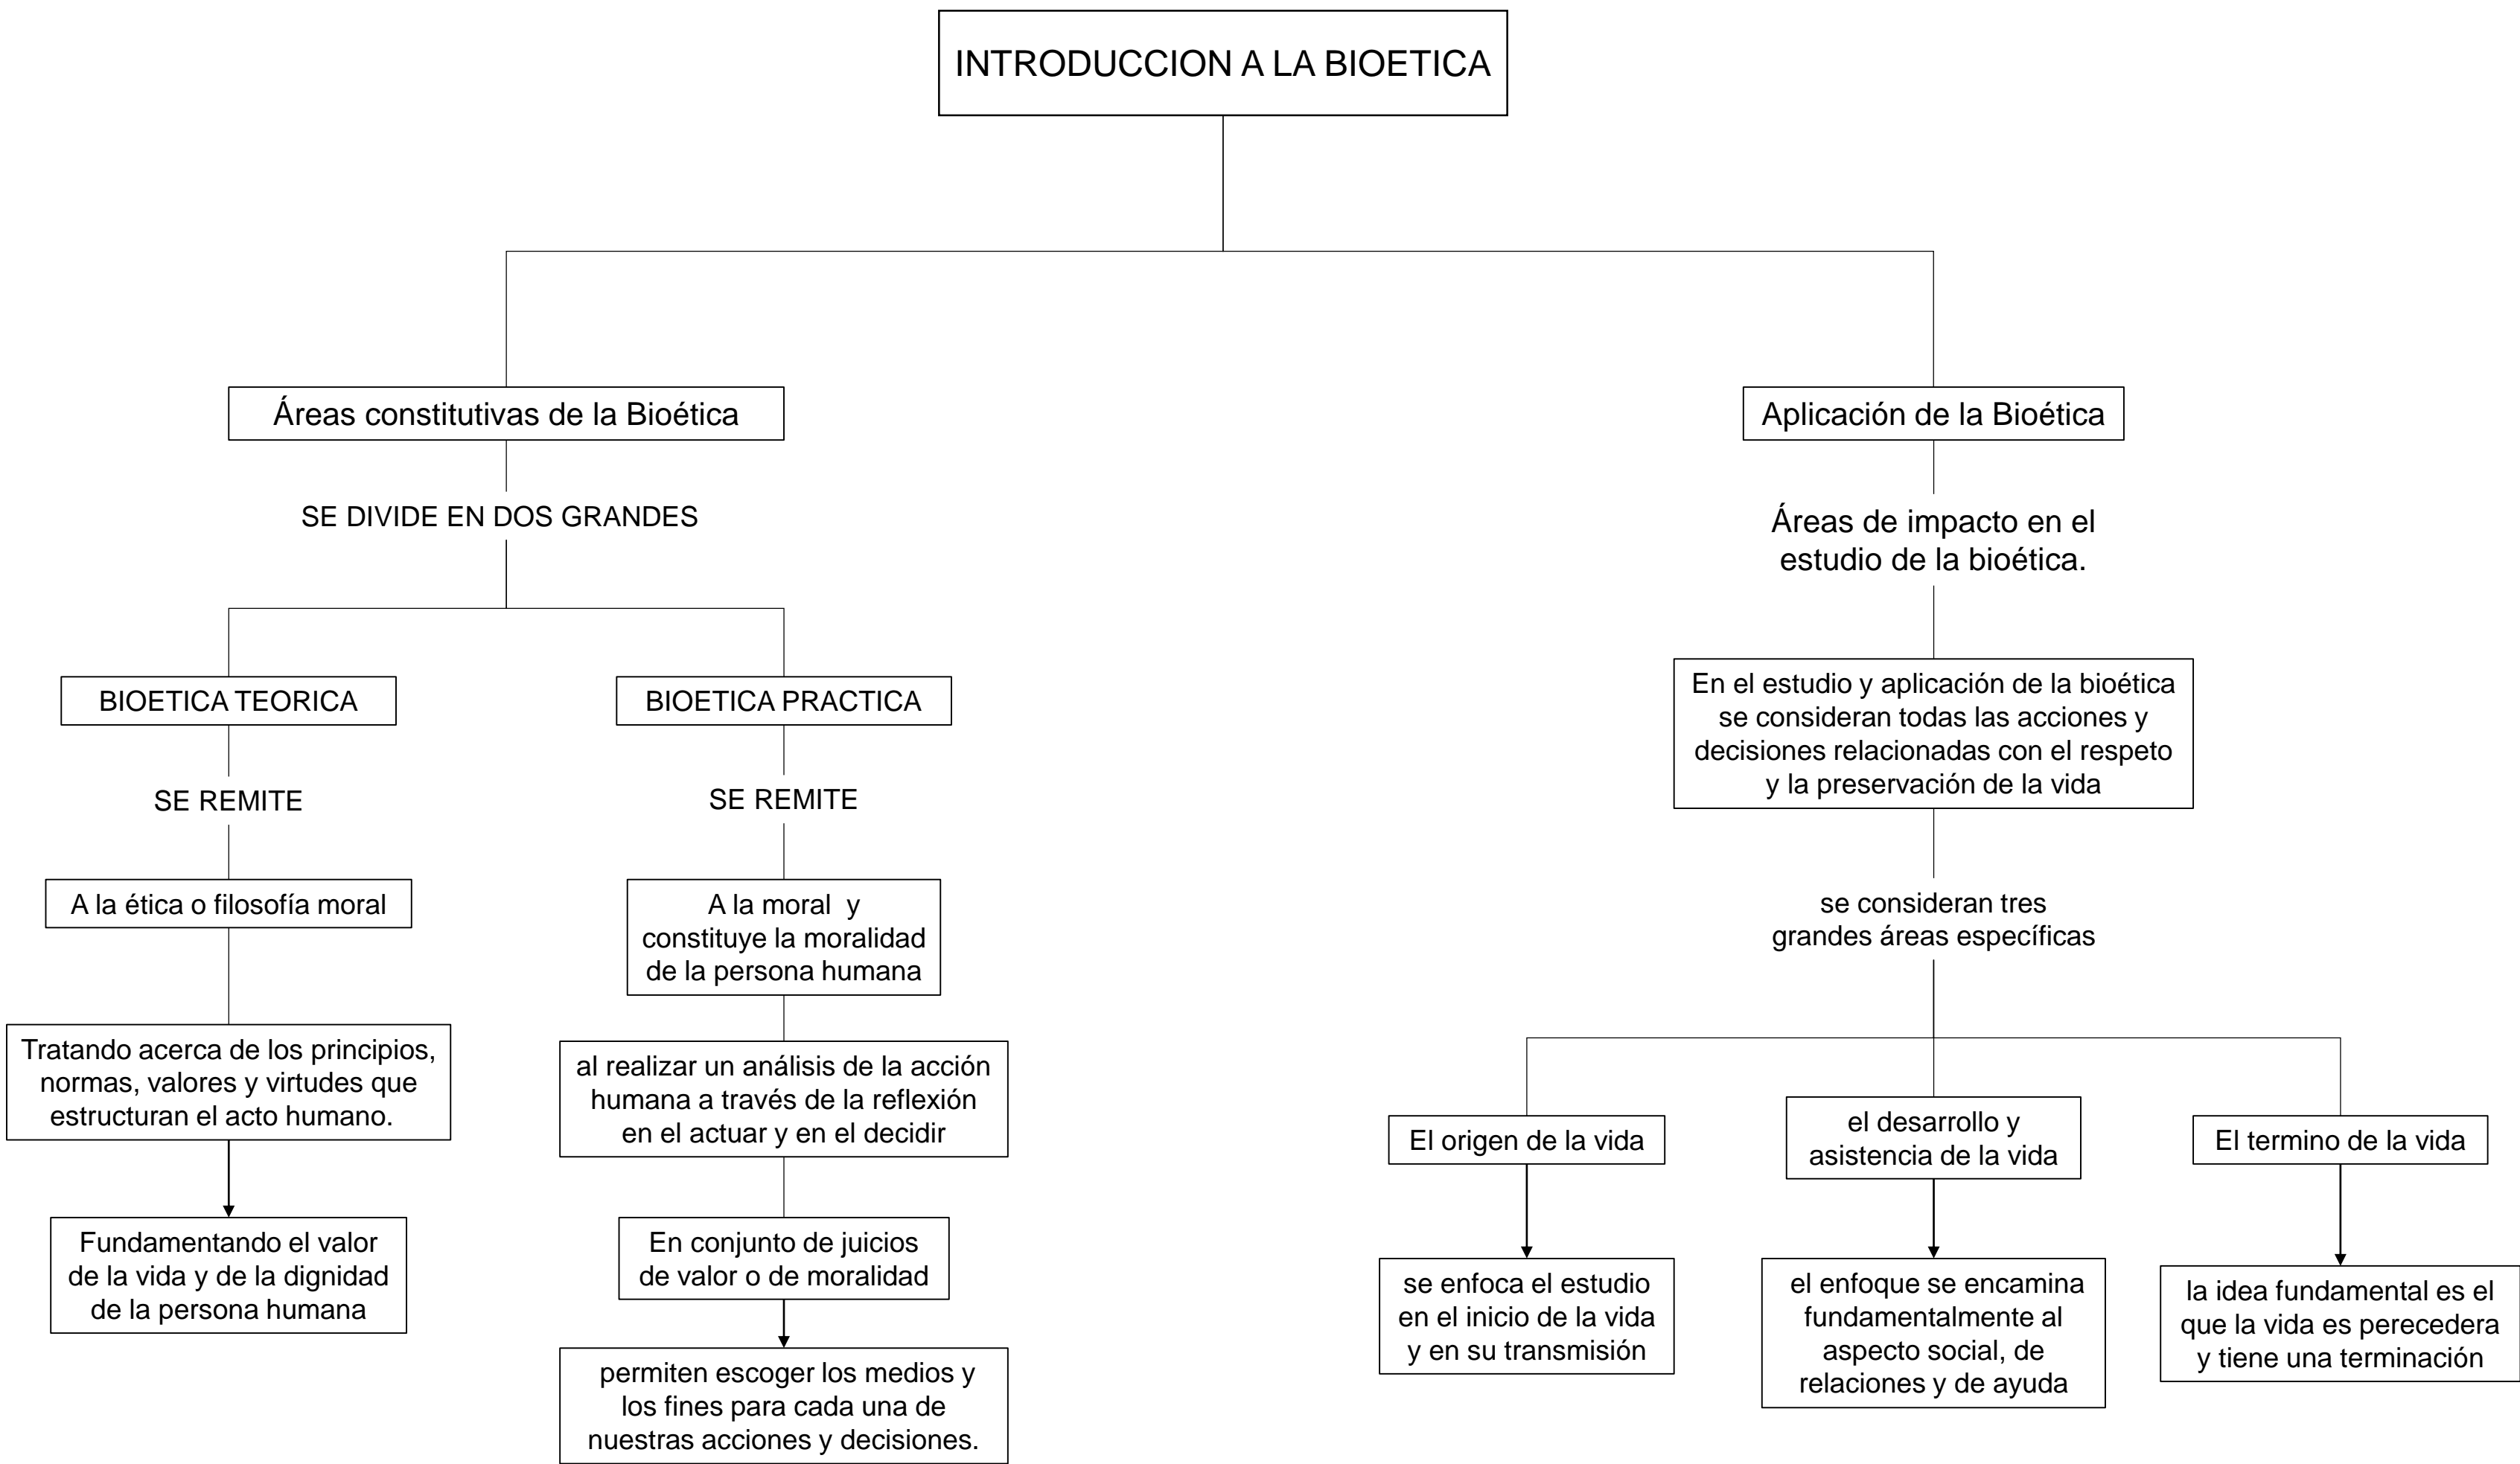 INTRODUCCION A LA BIOETICA
Áreas constitutivas de la Bioética
SE DIVIDE EN DOS GRANDES
BIOETICA TEORICA
SE REMITE
A la ética o filosofía moral
Tratando acerca de los principios,
normas, valores y virtudes que
estructuran el acto humano.
Fundamentando el valor
de la vida y de la dignidad
de la persona humana
BIOETICA PRACTICA
SE REMITE
A la moral  y
constituye la moralidad
de la persona humana
al realizar un análisis de la acción
humana a través de la reflexión
en el actuar y en el decidir
En conjunto de juicios
de valor o de moralidad
permiten escoger los medios y
los fines para cada una de
nuestras acciones y decisiones.
Aplicación de la Bioética
Áreas de impacto en el
estudio de la bioética.
En el estudio y aplicación de la bioética
se consideran todas las acciones y
decisiones relacionadas con el respeto
y la preservación de la vida
se consideran tres
grandes áreas específicas
El origen de la vida
se enfoca el estudio
en el inicio de la vida
y en su transmisión
el desarrollo y
asistencia de la vida
el enfoque se encamina
fundamentalmente al
aspecto social, de
relaciones y de ayuda
El termino de la vida
la idea fundamental es el
que la vida es perecedera
y tiene una terminación